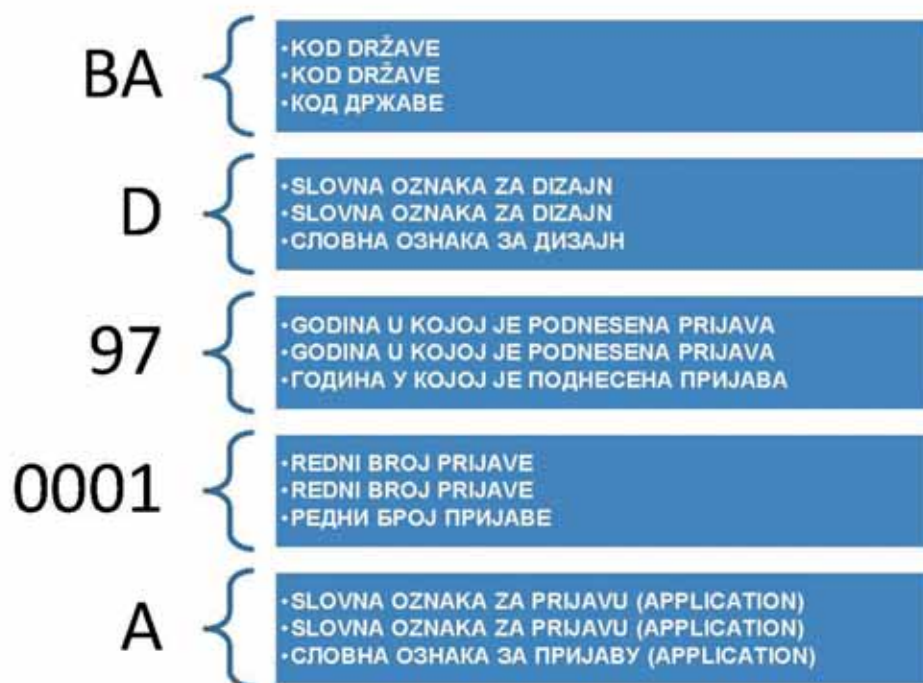 BA
•KOD DRŽAVE
•KOD DRŽAVE
•КОД ДРЖАВЕ
D
•SLOVNA OZNAKA ZA DIZAJN
•SLOVNA OZNAKA ZA DIZAJN
•СЛОВНА ОЗНАКА ЗА ДИЗАЈН
97
•GODINA U KOJOJ JE PODNESENA PRIJAVA
•GODINA U KOJOJ JE PODNESENA PRIJAVA
•ГОДИНА У КОЈОЈ ЈЕ ПОДНЕСЕНА ПРИЈАВА
0001
•REDNI BROJ PRIJAVE
•REDNI BROJ PRIJAVE
•РЕДНИ БРОЈ ПРИЈАВЕ
A
•SLOVNA OZNAKA ZA PRIJAVU (APPLICATION)
•SLOVNA OZNAKA ZA PRIJAVU (APPLICATION)
•СЛОВНА ОЗНАКА ЗА ПРИЈАВУ (APPLICATION)